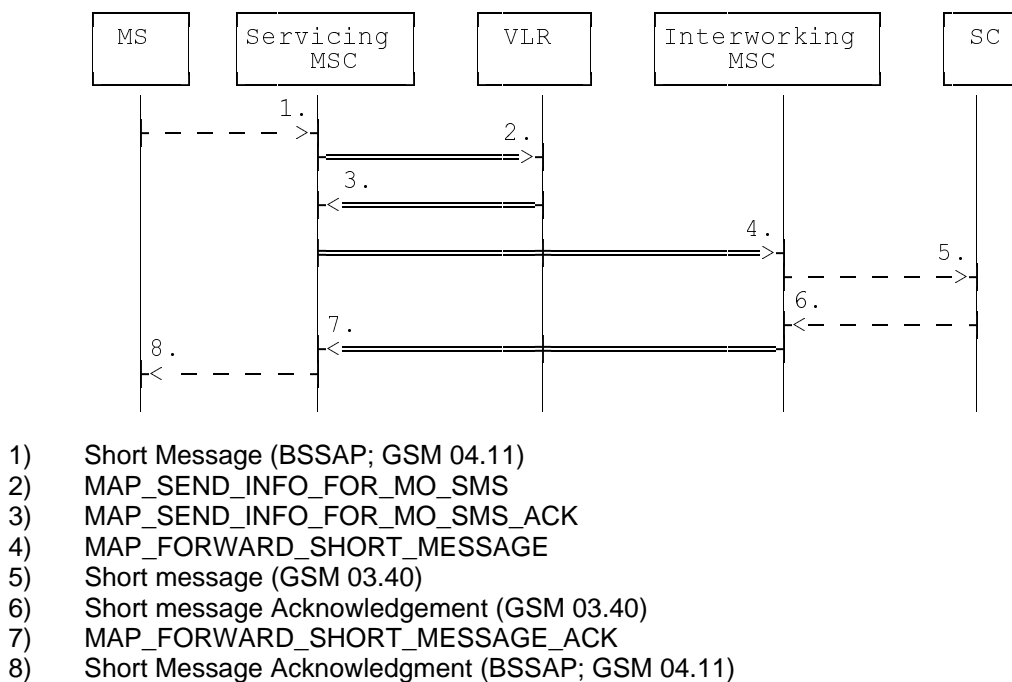 MS Servicing VLR Interworking SC
MSC MSC
1.
2.
3.
4.
5.
6.
7.
8.
1) Short Message (BSSAP; GSM 04.11)
2) MAP_SEND_INFO_FOR_MO_SMS
3) MAP_SEND_INFO_FOR_MO_SMS_ACK
4) MAP_FORWARD_SHORT_MESSAGE
5) Short message (GSM 03.40)
6) Short message Acknowledgement (GSM 03.40)
7) MAP_FORWARD_SHORT_MESSAGE_ACK
8) Short Message Acknowledgment (BSSAP; GSM 04.11)